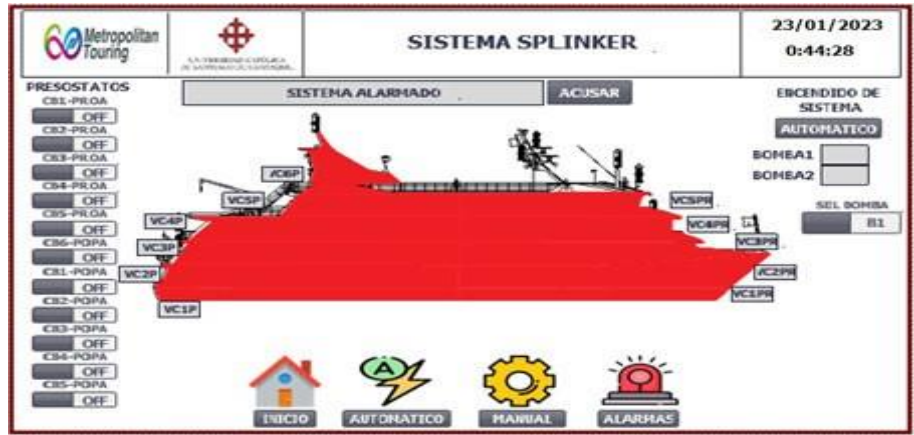 Metropolitan
Touring
SISTEMA SPLINKER
23/01/2023
0:44:28
PRESOSTATOS
CB1-PROA
OFF
CB2-PROA
OFF
CB3-PROA
OFF
CB4-PROA
OFF
CB5-PROA
OFF
CB6-POPA
OFF
CB1-POPA
OFF
CB2-POPA
OFF
CB3-POPA
OFF
CB4-POPA
OFF
CB5-POPA
OFF
SISTEMA ALARMADO
ACUSAR
VC5P
VC4P
VC3P
VC2P
VC1P
VC5PR
VC4PR
VC3PR
VC2PR
VC1PR
ENCENDIDO DE
SISTEMA
AUTOMATICO
BOMBA1
BOMBA2
SEL BOMBA
B1
INICIO
A
AUTOMATICO
MANUAL
ALARMAS